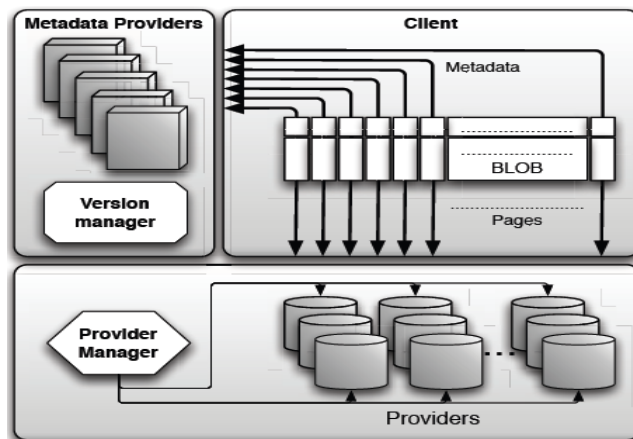 Metadata Providers
Client
Metadata
BLOB
Version
manager
Pages
Provider
Manager
Providers